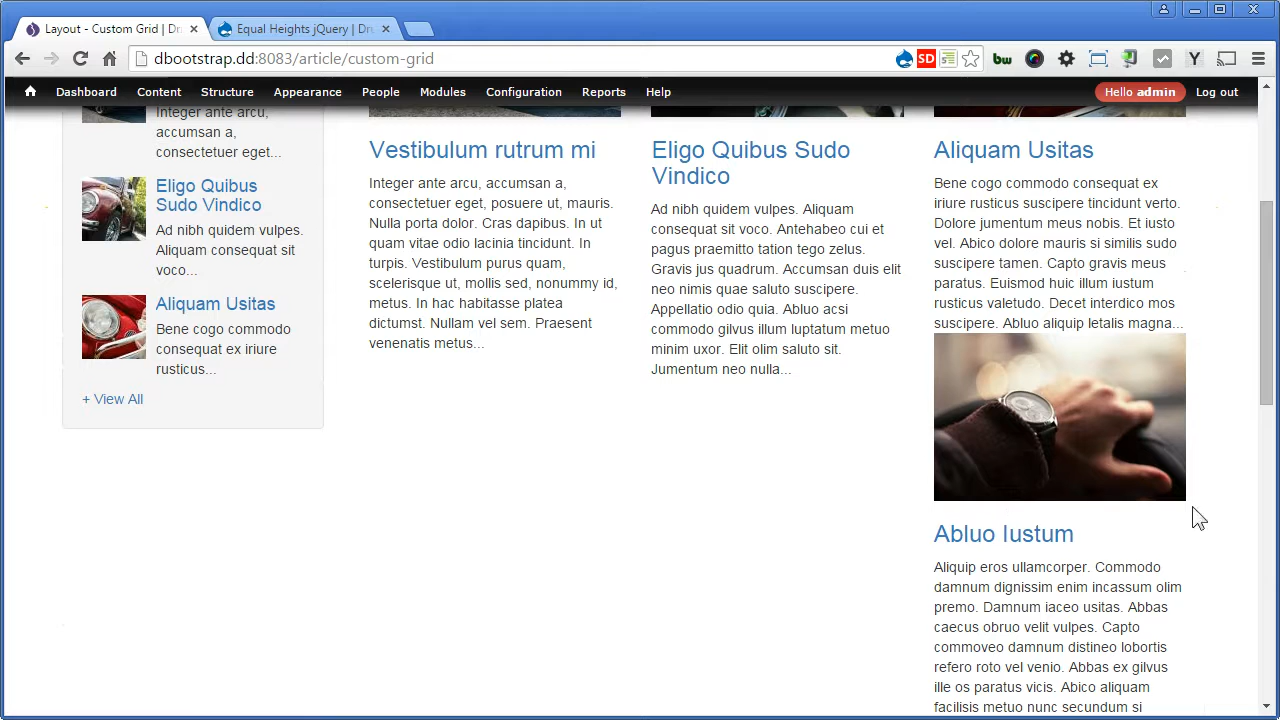 Layout - Custom Grid | Dr
Equal Heights jQuery | Dru
dbootstrap.dd:8083/article/custom-grid
SD
bw
Y
Dashboard Content Structure Appearance People Modules Configuration Reports Help
Hello admin Log out
Integer ante arcu,
accumsan a,
consectetuer eget...
Eligo Quibus
Sudo Vindico
Ad nibh quidem vulpes.
Aliquam consequat sit
voco...
Aliquam Usitas
Bene cogo commodo
consequat ex iriure
rusticus...
+ View All
Vestibulum rutrum mi
Integer ante arcu, accumsan a,
consectetuer eget, posuere ut, mauris.
Nulla porta dolor. Cras dapibus. In ut
quam vitae odio lacinia tincidunt. In
turpis. Vestibulum purus quam,
scelerisque ut, mollis sed, nonummy id,
metus. In hac habitasse platea
dictumst. Nullam vel sem. Praesent
venenatis metus...
Eligo Quibus Sudo
Vindico
Ad nibh quidem vulpes. Aliquam
consequat sit voco. Antehabeo cui et
pagus praemitto tation tego zelus.
Gravis jus quadrum. Accumsan duis elit
neo nimis quae saluto suscipere.
Appellatio odio quia. Abluo acsi
commodo gilvus illum luptatum metuo
minim uxor. Elit olim saluto sit.
Jumentum neo nulla...
Aliquam Usitas
Bene cogo commodo consequat ex
iriure rusticus suscipere tincidunt verto.
Dolore jumentum meus nobis. Et iusto
vel. Abico dolore mauris si similis sudo
suscipere tamen. Capto gravis meus
paratus. Euismod huic illum iustum
rusticus valetudo. Decet interdico mos
suscipere. Abluo aliquip letalis magna...
Abluo Iustum
Aliquip eros ullamcorper. Commodo
damnum dignissim enim incassum olim
premo. Damnum iaceo usitas. Abbas
caecus obruo velit vulpes. Capto
commoveo damnum distineo lobortis
refero roto vel venio. Abbas ex gilvus
ille os paratus vicis. Abico aliquam
facilisis metuo nunc secundum si